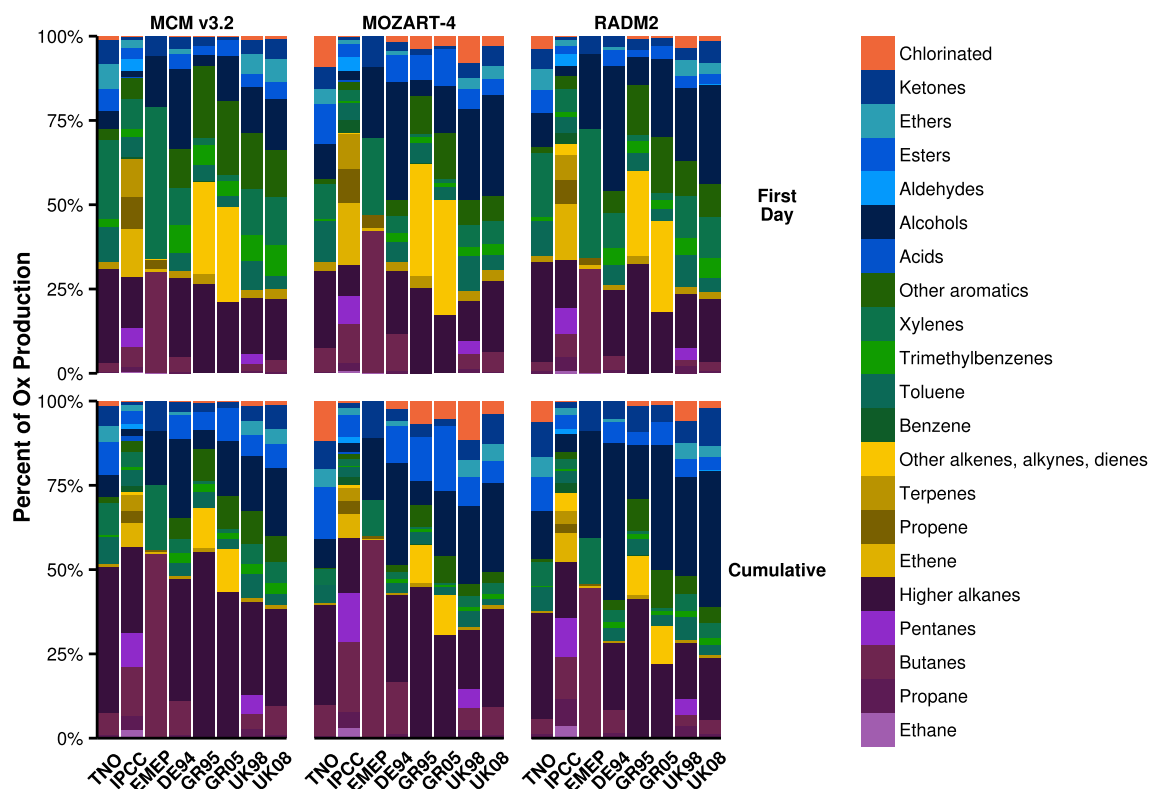 MCM v3.2 MOZART-4 RADM2
Percent of Ox Production
100%
75%
50%
25%
0%
First
Day
100%
75%
50%
25%
0%
Cumulative
TNO IPCC EMEP DE94 GR95 GR05 UK98 UK08
TNO IPCC EMEP DE94 GR95 GR05 UK98 UK08
TNO IPCC EMEP DE94 GR95 GR05 UK98 UK08
Chlorinated
Ketones
Ethers
Esters
Aldehydes
Alcohols
Acids
Other aromatics
Xylenes
Trimethylbenzenes
Toluene
Benzene
Other alkenes, alkynes, dienes
Terpenes
Propene
Ethene
Higher alkanes
Pentanes
Butanes
Propane
Ethane